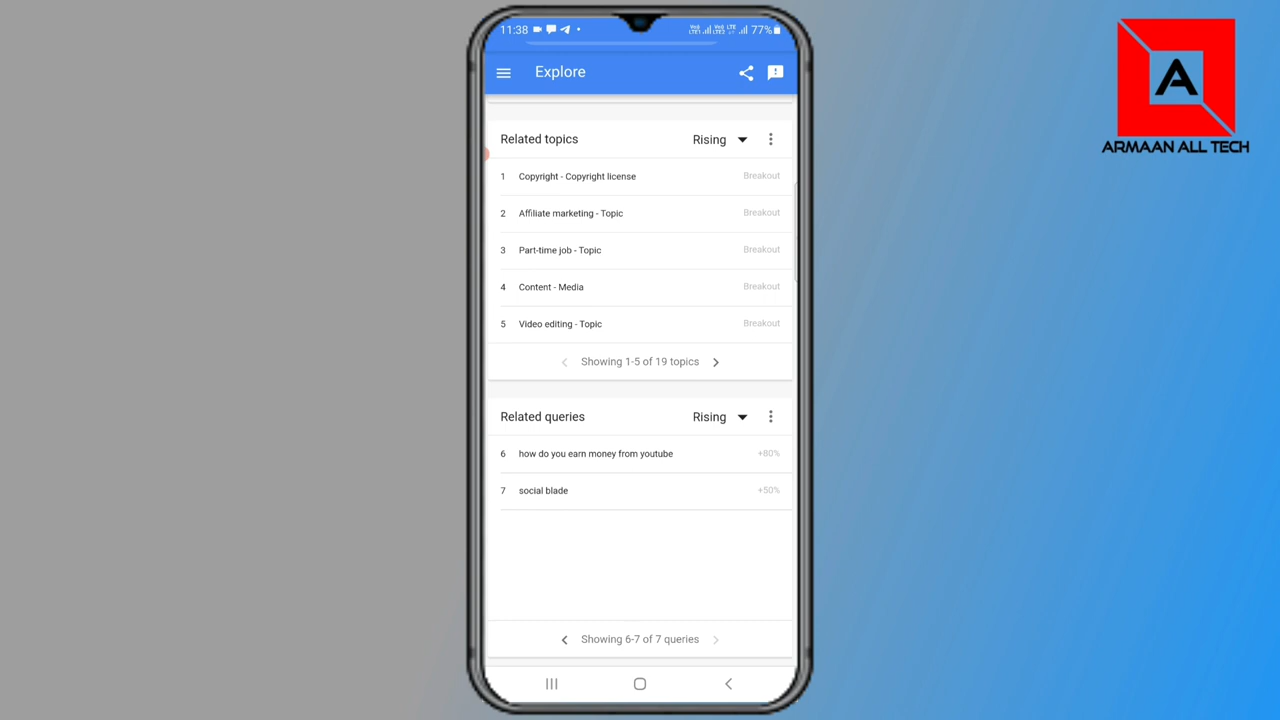 11:38
77%
Explore
A
ARMAAN ALL TECH
Related topics
Rising
1 Copyright - Copyright license Breakout
2 Affiliate marketing - Topic Breakout
3 Part-time job - Topic Breakout
4 Content - Media Breakout
5 Video editing - Topic Breakout
Showing 1-5 of 19 topics
Related queries
Rising
6 how do you earn money from youtube +80%
7 social blade +50%
Showing 6-7 of 7 queries